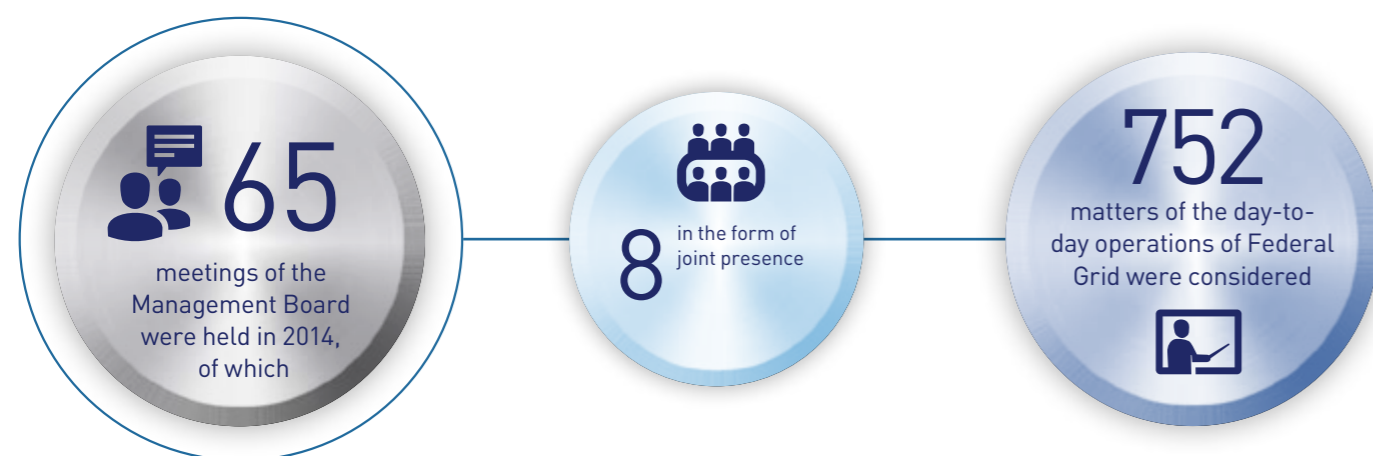 65
meetings of the
Management Board
were held in 2014,
of which
8
in the form of
joint presence
752
matters of the day-to-
day operations of Federal
Grid were considered